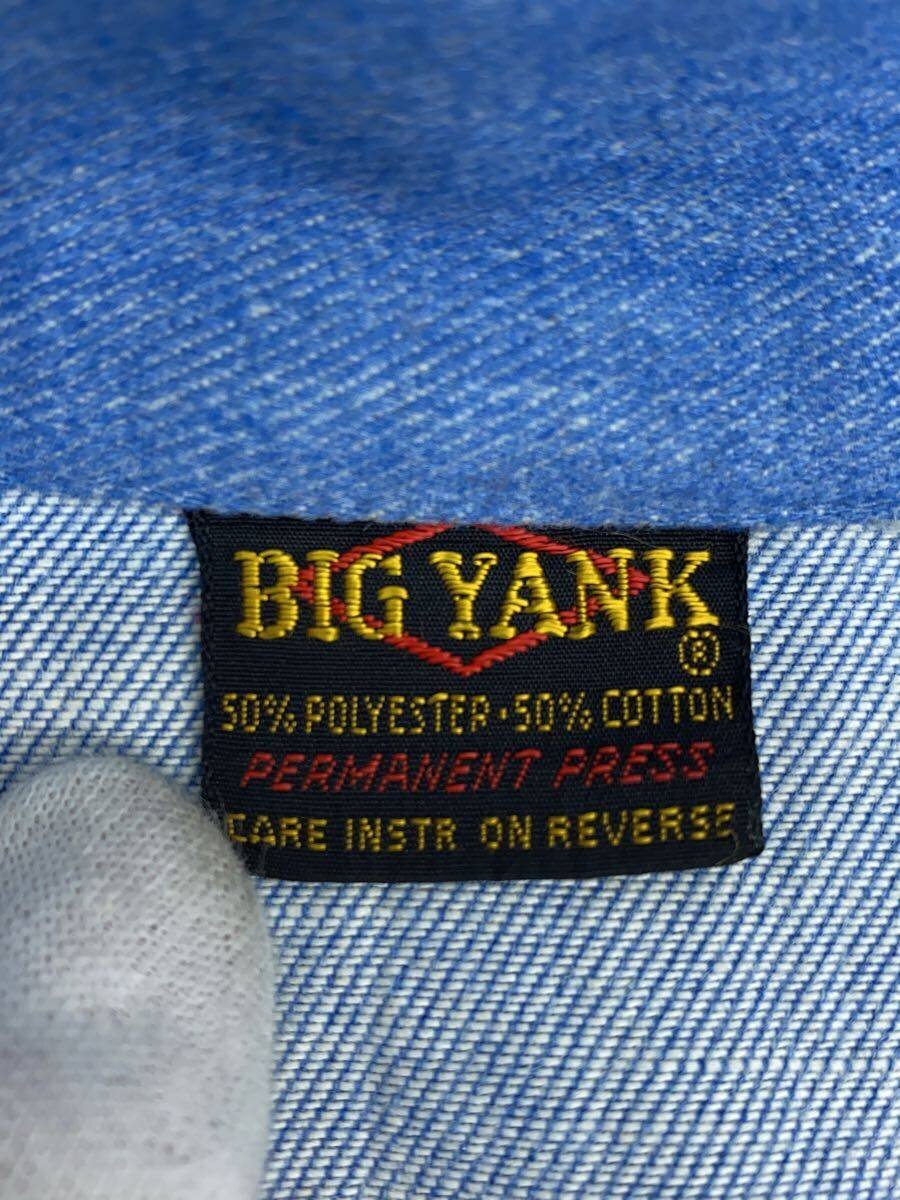 BIG YANK
®
50% POLYESTER · 50% COTTON
PERMANENT PRESS
CARE INSTR ON REVERSE